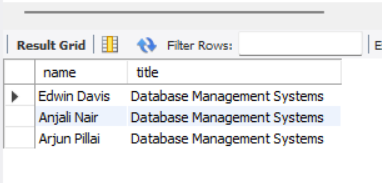 Result Grid Filter Rows: E
name title
Edwin Davis Database Management Systems
Anjali Nair Database Management Systems
Arjun Pillai Database Management Systems